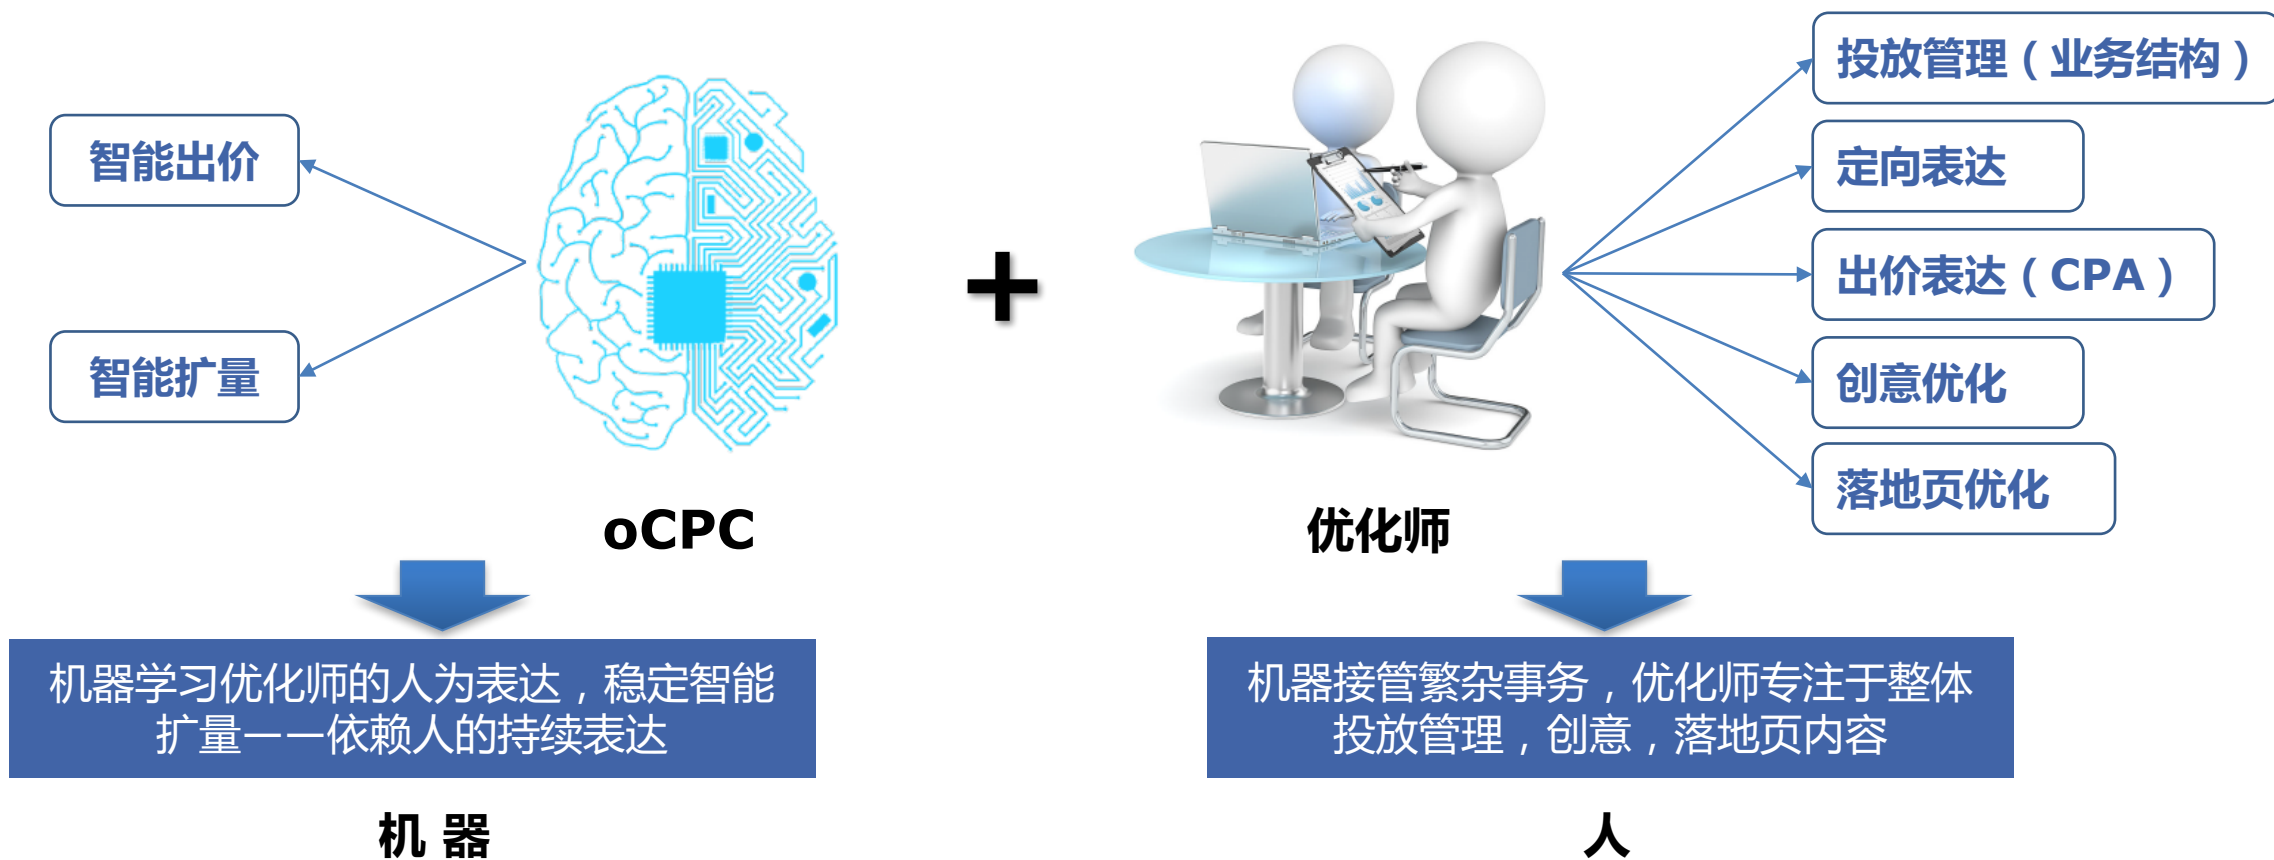 智能出价
智能扩量
oCPC
机器学习优化师的人为表达，稳定智能
扩量——依赖人的持续表达
机 器
+
投放管理（业务结构）
定向表达
出价表达（CPA）
创意优化
落地页优化
优化师
机器接管繁杂事务，优化师专注于整体
投放管理，创意，落地页内容
人